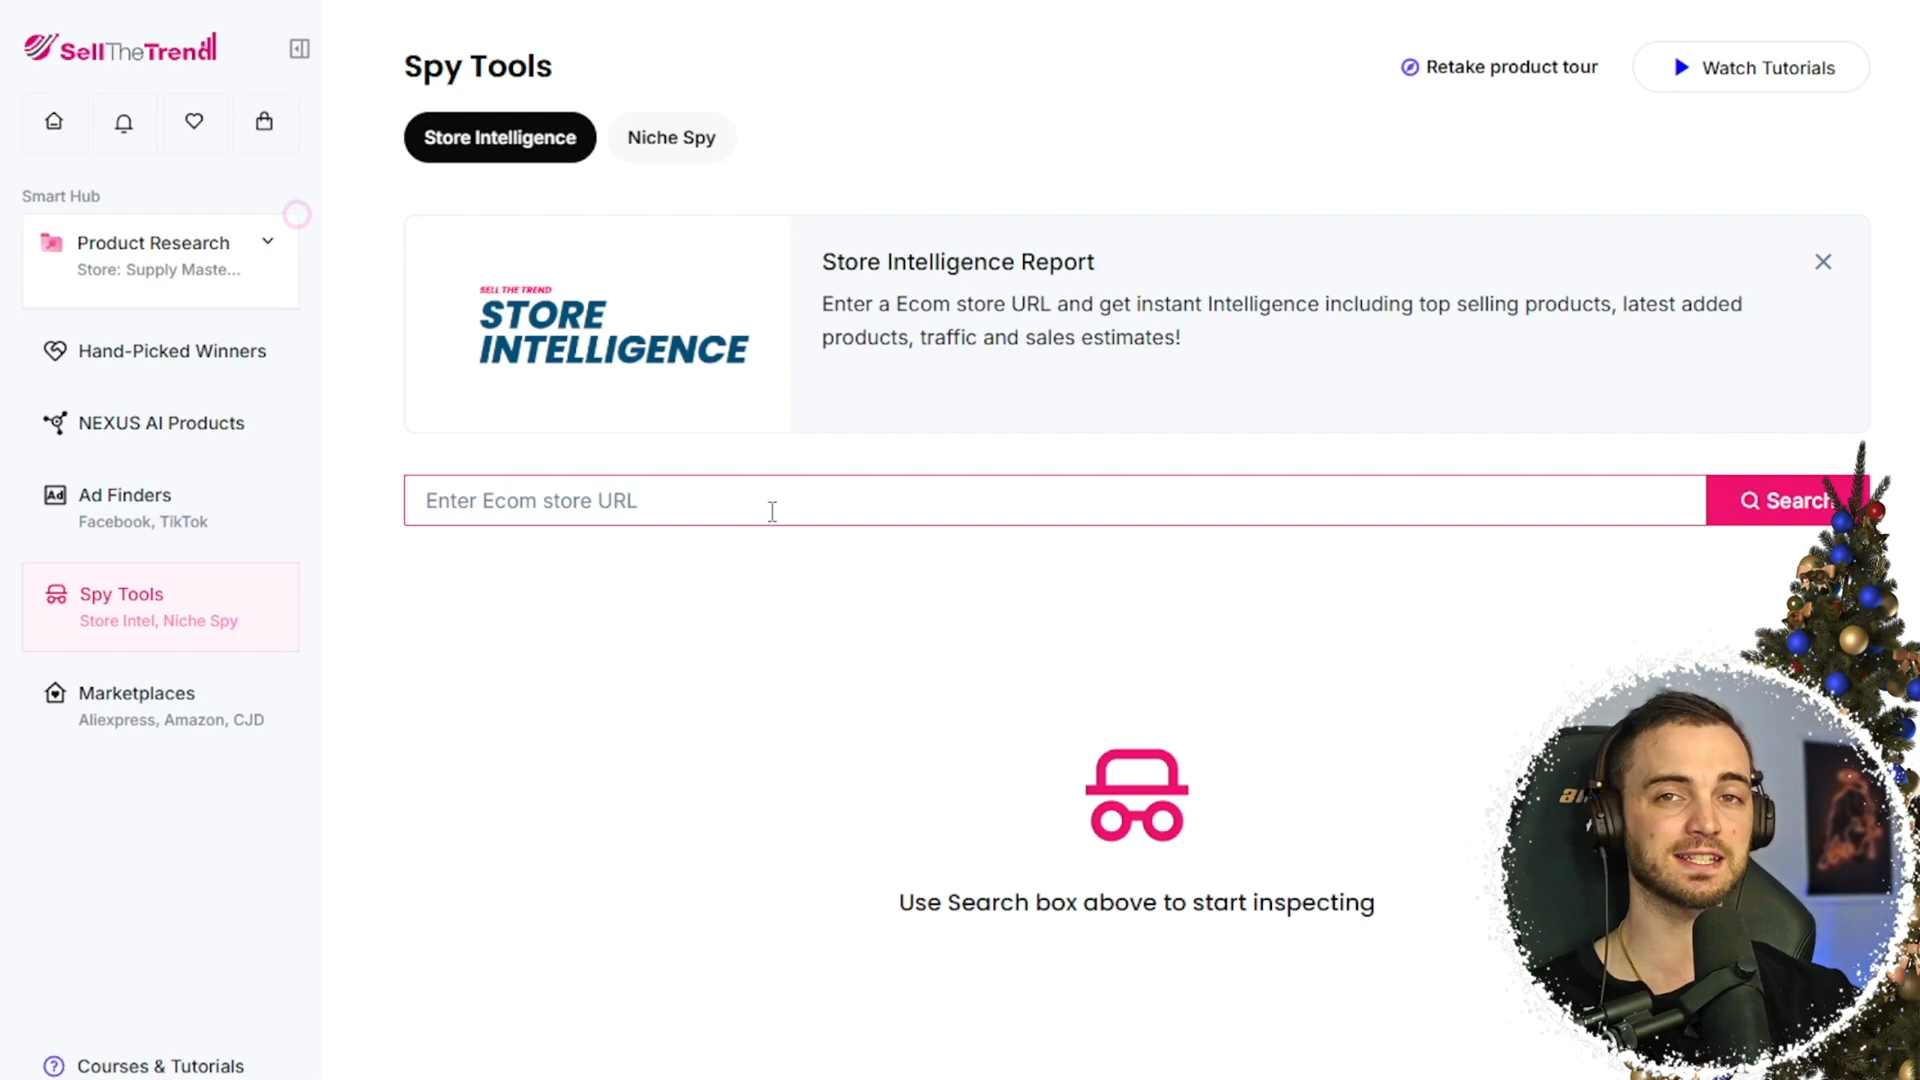 SellTheTrend
Smart Hub
Product Research
Store: Supply Maste...
Hand-Picked Winners
NEXUS AI Products
Ad
Ad Finders
Facebook, TikTok
Spy Tools
Store Intel, Niche Spy
Marketplaces
Aliexpress, Amazon, CJD
? Courses & Tutorials
Spy Tools
Retake product tour
Watch Tutorials
Store Intelligence
Niche Spy
SELL THE TREND
STORE
INTELLIGENCE
Store Intelligence Report
Enter a Ecom store URL and get instant Intelligence including top selling products, latest added
products, traffic and sales estimates!
Enter Ecom store URL
Search
Use Search box above to start inspecting